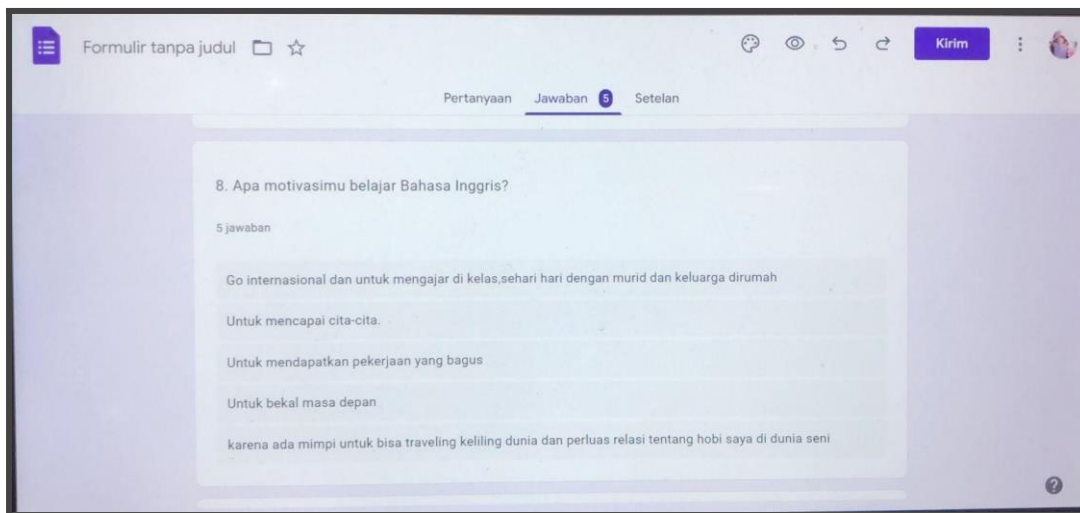 Formulir tanpa judul
Kirim
Pertanyaan Jawaban 5 Setelan
8. Apa motivasimu belajar Bahasa Inggris?
5 jawaban
Go internasional dan untuk mengajar di kelas,sehari hari dengan murid dan keluarga dirumah
Untuk mencapai cita-cita.
Untuk mendapatkan pekerjaan yang bagus
Untuk bekal masa depan
karena ada mimpi untuk bisa traveling keliling dunia dan perluas relasi tentang hobi saya di dunia seni
?